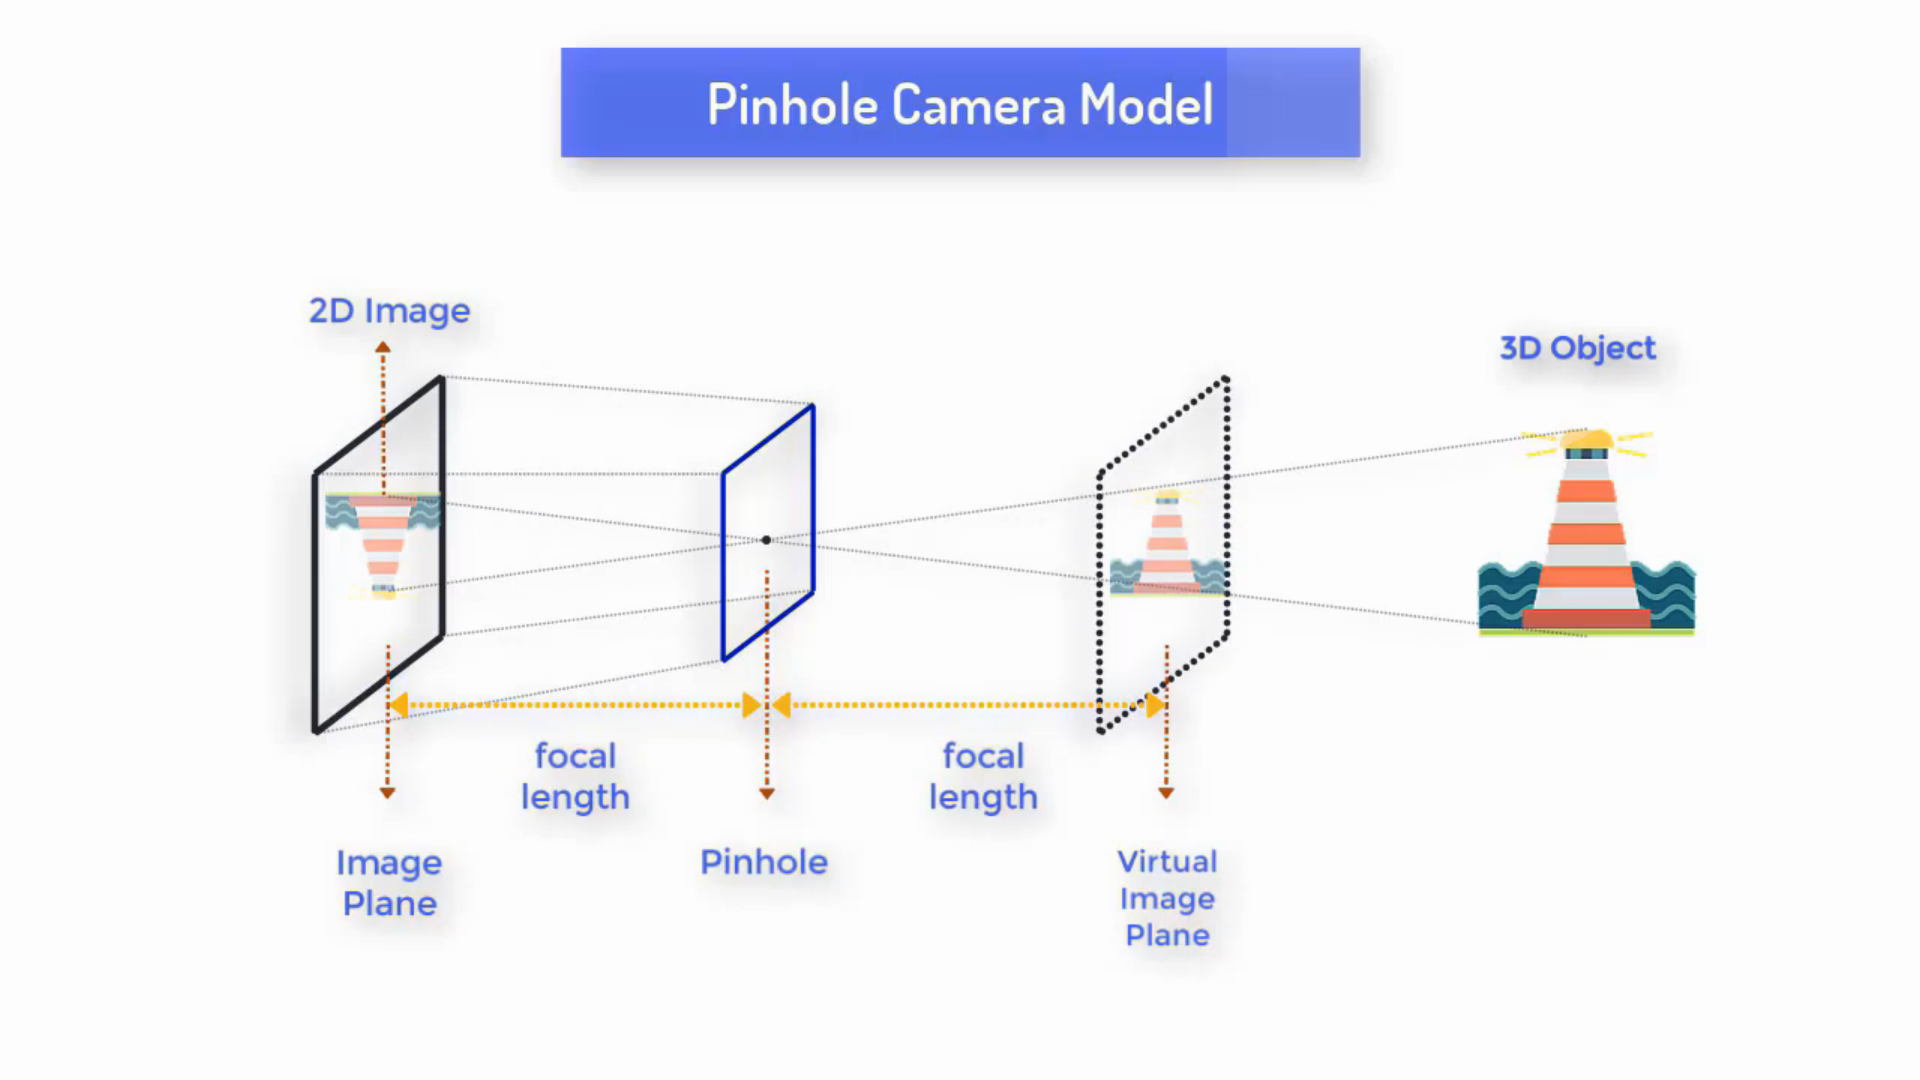 Pinhole Camera Model
2D Image
3D Object
focal
length
focal
length
Image
Plane
Pinhole
Virtual
Image
Plane